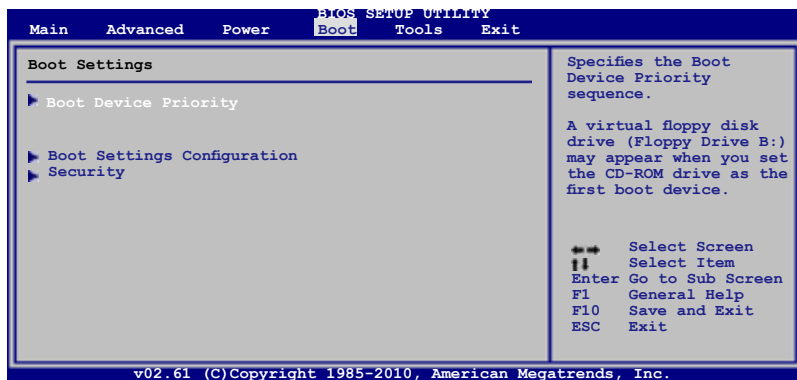 BIOS SETUP UTILITY
Main Advanced Power Boot Tools Exit
Boot Settings
Boot Device Priority
Boot Settings Configuration
Security
Specifies the Boot
Device Priority
sequence.
A virtual floppy disk
drive (Floppy Drive B:)
may appear when you set
the CD-ROM drive as the
first boot device.
Select Screen
Select Item
Enter Go to Sub Screen
F1 General Help
F10 Save and Exit
ESC Exit
v02.61 (C)Copyright 1985-2010, American Megatrends, Inc.